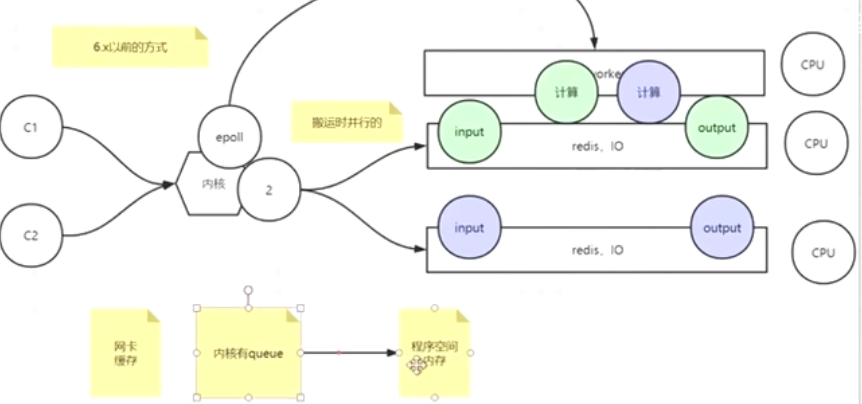 6.x以前的方式
CPU
orke
计算
计算
C1
搬运时并行的
epoll
input
output
redis、IO
CPU
内核
2
C2
input
output
redis、IO
CPU
网卡
缓存
内核有queue
程序空间
内存